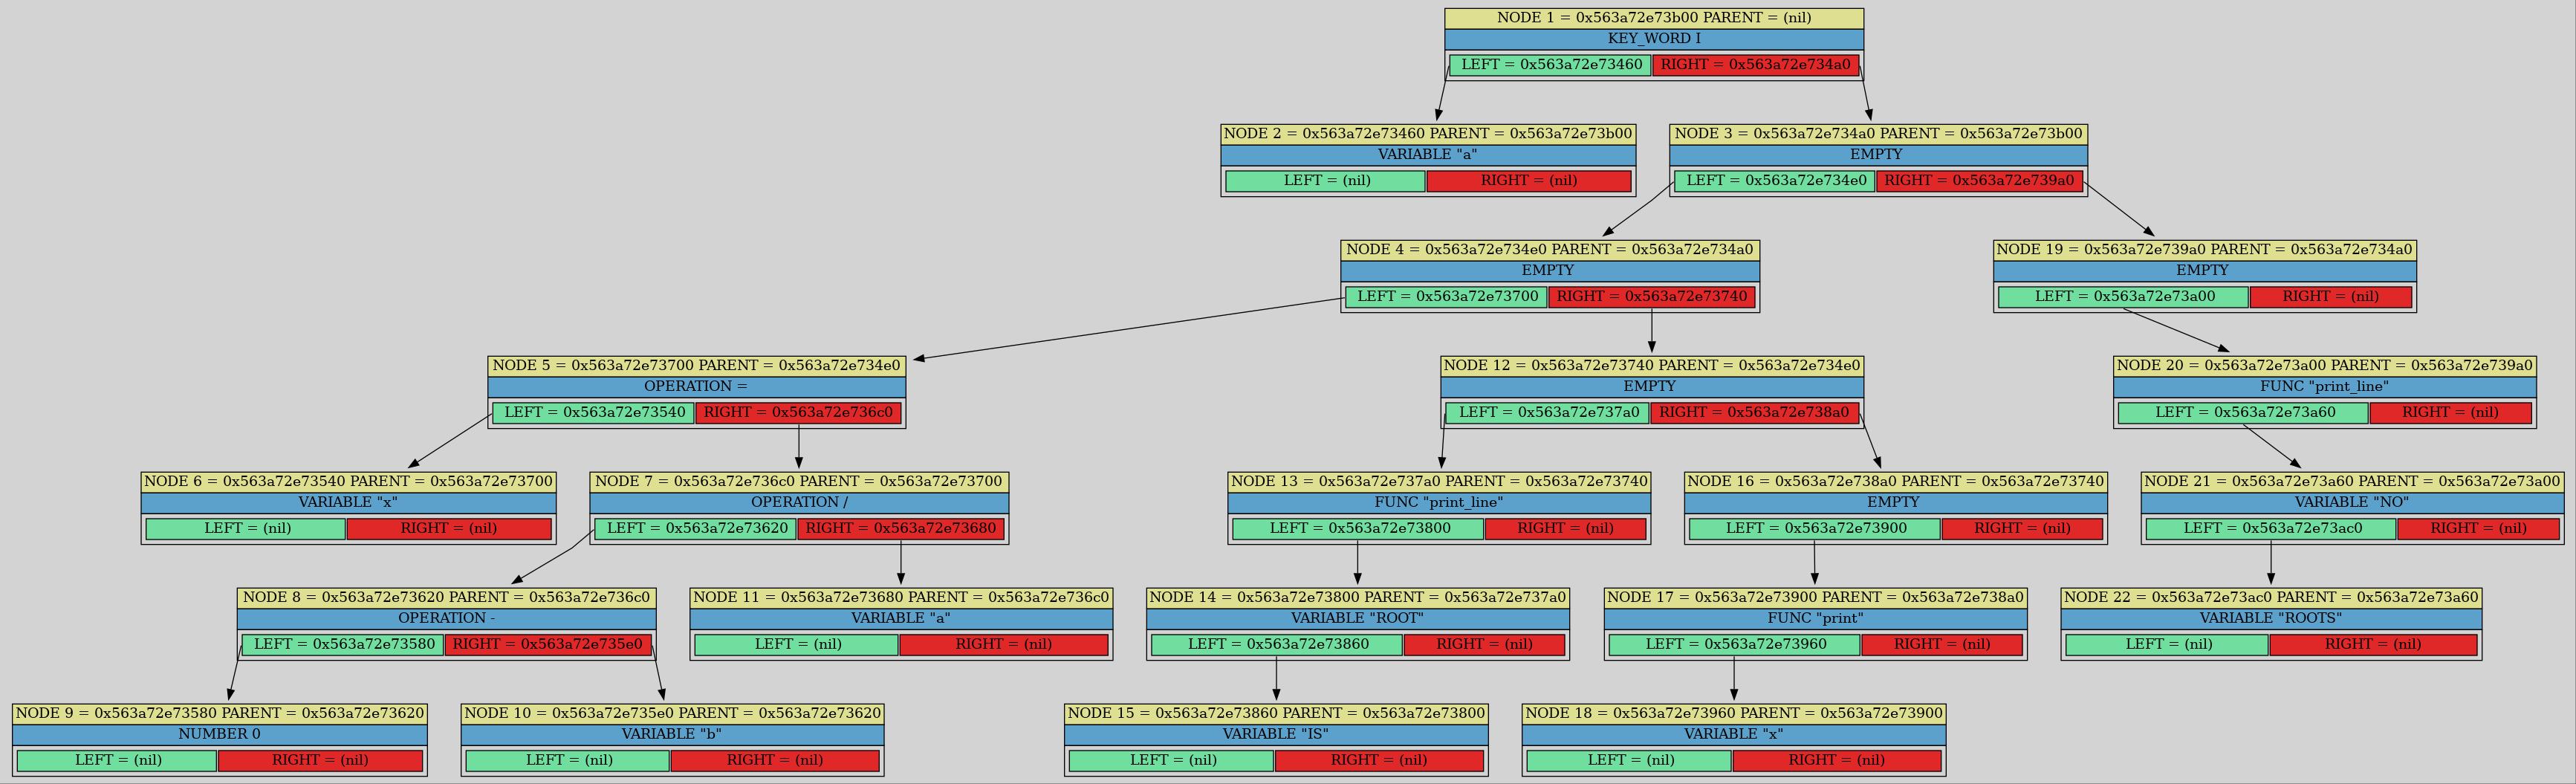 NODE 1 = 0x563a72e73b00 PARENT = (nil)
KEY_WORD I
LEFT = 0x563a72e73460 RIGHT = 0x563a72e734a0
NODE 2 = 0x563a72e73460 PARENT = 0x563a72e73b00
VARIABLE "a"
LEFT = (nil) RIGHT = (nil)
NODE 3 = 0x563a72e734a0 PARENT = 0x563a72e73b00
EMPTY
LEFT = 0x563a72e734e0 RIGHT = 0x563a72e739a0
NODE 4 = 0x563a72e734e0 PARENT = 0x563a72e734a0
EMPTY
LEFT = 0x563a72e73700 RIGHT = 0x563a72e73740
NODE 19 = 0x563a72e739a0 PARENT = 0x563a72e734a0
EMPTY
LEFT = 0x563a72e73a00 RIGHT = (nil)
NODE 5 = 0x563a72e73700 PARENT = 0x563a72e734e0
OPERATION =
LEFT = 0x563a72e73540 RIGHT = 0x563a72e736c0
NODE 12 = 0x563a72e73740 PARENT = 0x563a72e734e0
EMPTY
LEFT = 0x563a72e737a0 RIGHT = 0x563a72e738a0
NODE 20 = 0x563a72e73a00 PARENT = 0x563a72e739a0
FUNC "print_line"
LEFT = 0x563a72e73a60 RIGHT = (nil)
NODE 6 = 0x563a72e73540 PARENT = 0x563a72e73700
VARIABLE "x"
LEFT = (nil) RIGHT = (nil)
NODE 7 = 0x563a72e736c0 PARENT = 0x563a72e73700
OPERATION /
LEFT = 0x563a72e73620 RIGHT = 0x563a72e73680
NODE 13 = 0x563a72e737a0 PARENT = 0x563a72e73740
FUNC "print_line"
LEFT = 0x563a72e73800 RIGHT = (nil)
NODE 16 = 0x563a72e738a0 PARENT = 0x563a72e73740
EMPTY
LEFT = 0x563a72e73900 RIGHT = (nil)
NODE 21 = 0x563a72e73a60 PARENT = 0x563a72e73a00
VARIABLE "NO"
LEFT = 0x563a72e73ac0 RIGHT = (nil)
NODE 8 = 0x563a72e73620 PARENT = 0x563a72e736c0
OPERATION -
LEFT = 0x563a72e73580 RIGHT = 0x563a72e735e0
NODE 11 = 0x563a72e73680 PARENT = 0x563a72e736c0
VARIABLE "a"
LEFT = (nil) RIGHT = (nil)
NODE 14 = 0x563a72e73800 PARENT = 0x563a72e737a0
VARIABLE "ROOT"
LEFT = 0x563a72e73860 RIGHT = (nil)
NODE 17 = 0x563a72e73900 PARENT = 0x563a72e738a0
FUNC "print"
LEFT = 0x563a72e73960 RIGHT = (nil)
NODE 22 = 0x563a72e73ac0 PARENT = 0x563a72e73a60
VARIABLE "ROOTS"
LEFT = (nil) RIGHT = (nil)
NODE 9 = 0x563a72e73580 PARENT = 0x563a72e73620
NUMBER 0
LEFT = (nil) RIGHT = (nil)
NODE 10 = 0x563a72e735e0 PARENT = 0x563a72e73620
VARIABLE "b"
LEFT = (nil) RIGHT = (nil)
NODE 15 = 0x563a72e73860 PARENT = 0x563a72e73800
VARIABLE "IS"
LEFT = (nil) RIGHT = (nil)
NODE 18 = 0x563a72e73960 PARENT = 0x563a72e73900
VARIABLE "x"
LEFT = (nil) RIGHT = (nil)